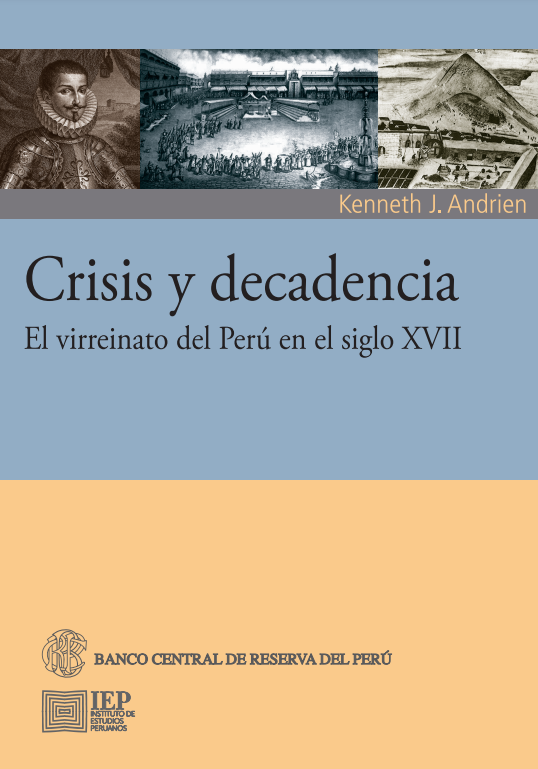 Kenneth J. Andrien
Crisis y decadencia
El virreinato del Perú en el siglo XVII
BANCO CENTRAL DE RESERVA DEL PERÚ
IEP
INSTITUTO DE
ESTUDIOS
PERUANOS